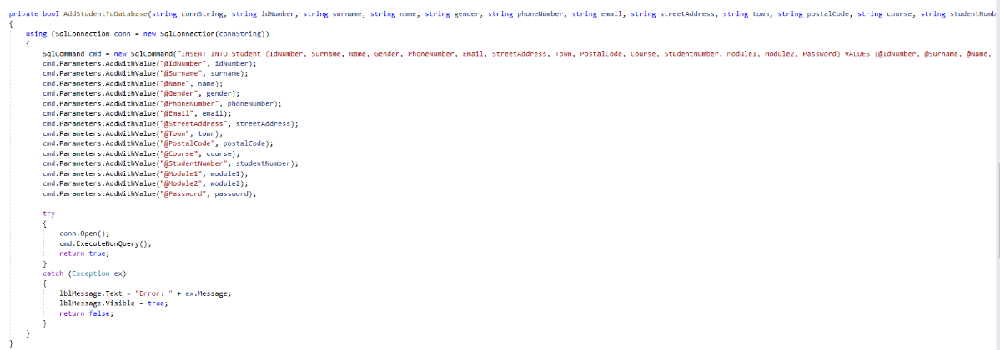 private bool AddStudentToDatabase(string connString, string idNumber, string surname, string name, string gender, string phoneNumber, string email, string streetAddress, string town, string postalCode, string course, string studentNumb
{
using (SqlConnection conn = new SqlConnection(connString))
{
SqlCommand cmd = new SqlCommand("INSERT INTO Student (IdNumber, Surname, Name, Gender, PhoneNumber, Email, StreetAddress, Town, PostalCode, Course, StudentNumber, Module1, Module2, Password) VALUES (@IdNumber, @Surname, @Name,
cmd.Parameters.AddWithValue("@IdNumber", idNumber);
cmd.Parameters.AddWithValue("@Surname", surname);
cmd.Parameters.AddWithValue("@Name", name);
cmd.Parameters.AddWithValue("@Gender", gender);
cmd.Parameters.AddWithValue("@PhoneNumber", phoneNumber);
cmd.Parameters.AddWithValue("@Email", email);
cmd.Parameters.AddWithValue("@StreetAddress", streetAddress);
cmd.Parameters.AddWithValue("@Town", town);
cmd.Parameters.AddWithValue("@PostalCode", postalCode);
cmd.Parameters.AddWithValue("@Course", course);
cmd.Parameters.AddWithValue("@StudentNumber", studentNumber);
cmd.Parameters.AddWithValue("@Module1", module1);
cmd.Parameters.AddWithValue("@Module2", module2);
cmd.Parameters.AddWithValue("@Password", password);
try
{
conn.Open();
cmd.ExecuteNonQuery();
return true;
}
catch (Exception ex)
{
lblMessage.Text = "Error: " + ex.Message;
lblMessage.Visible = true;
return false;
}
}
}